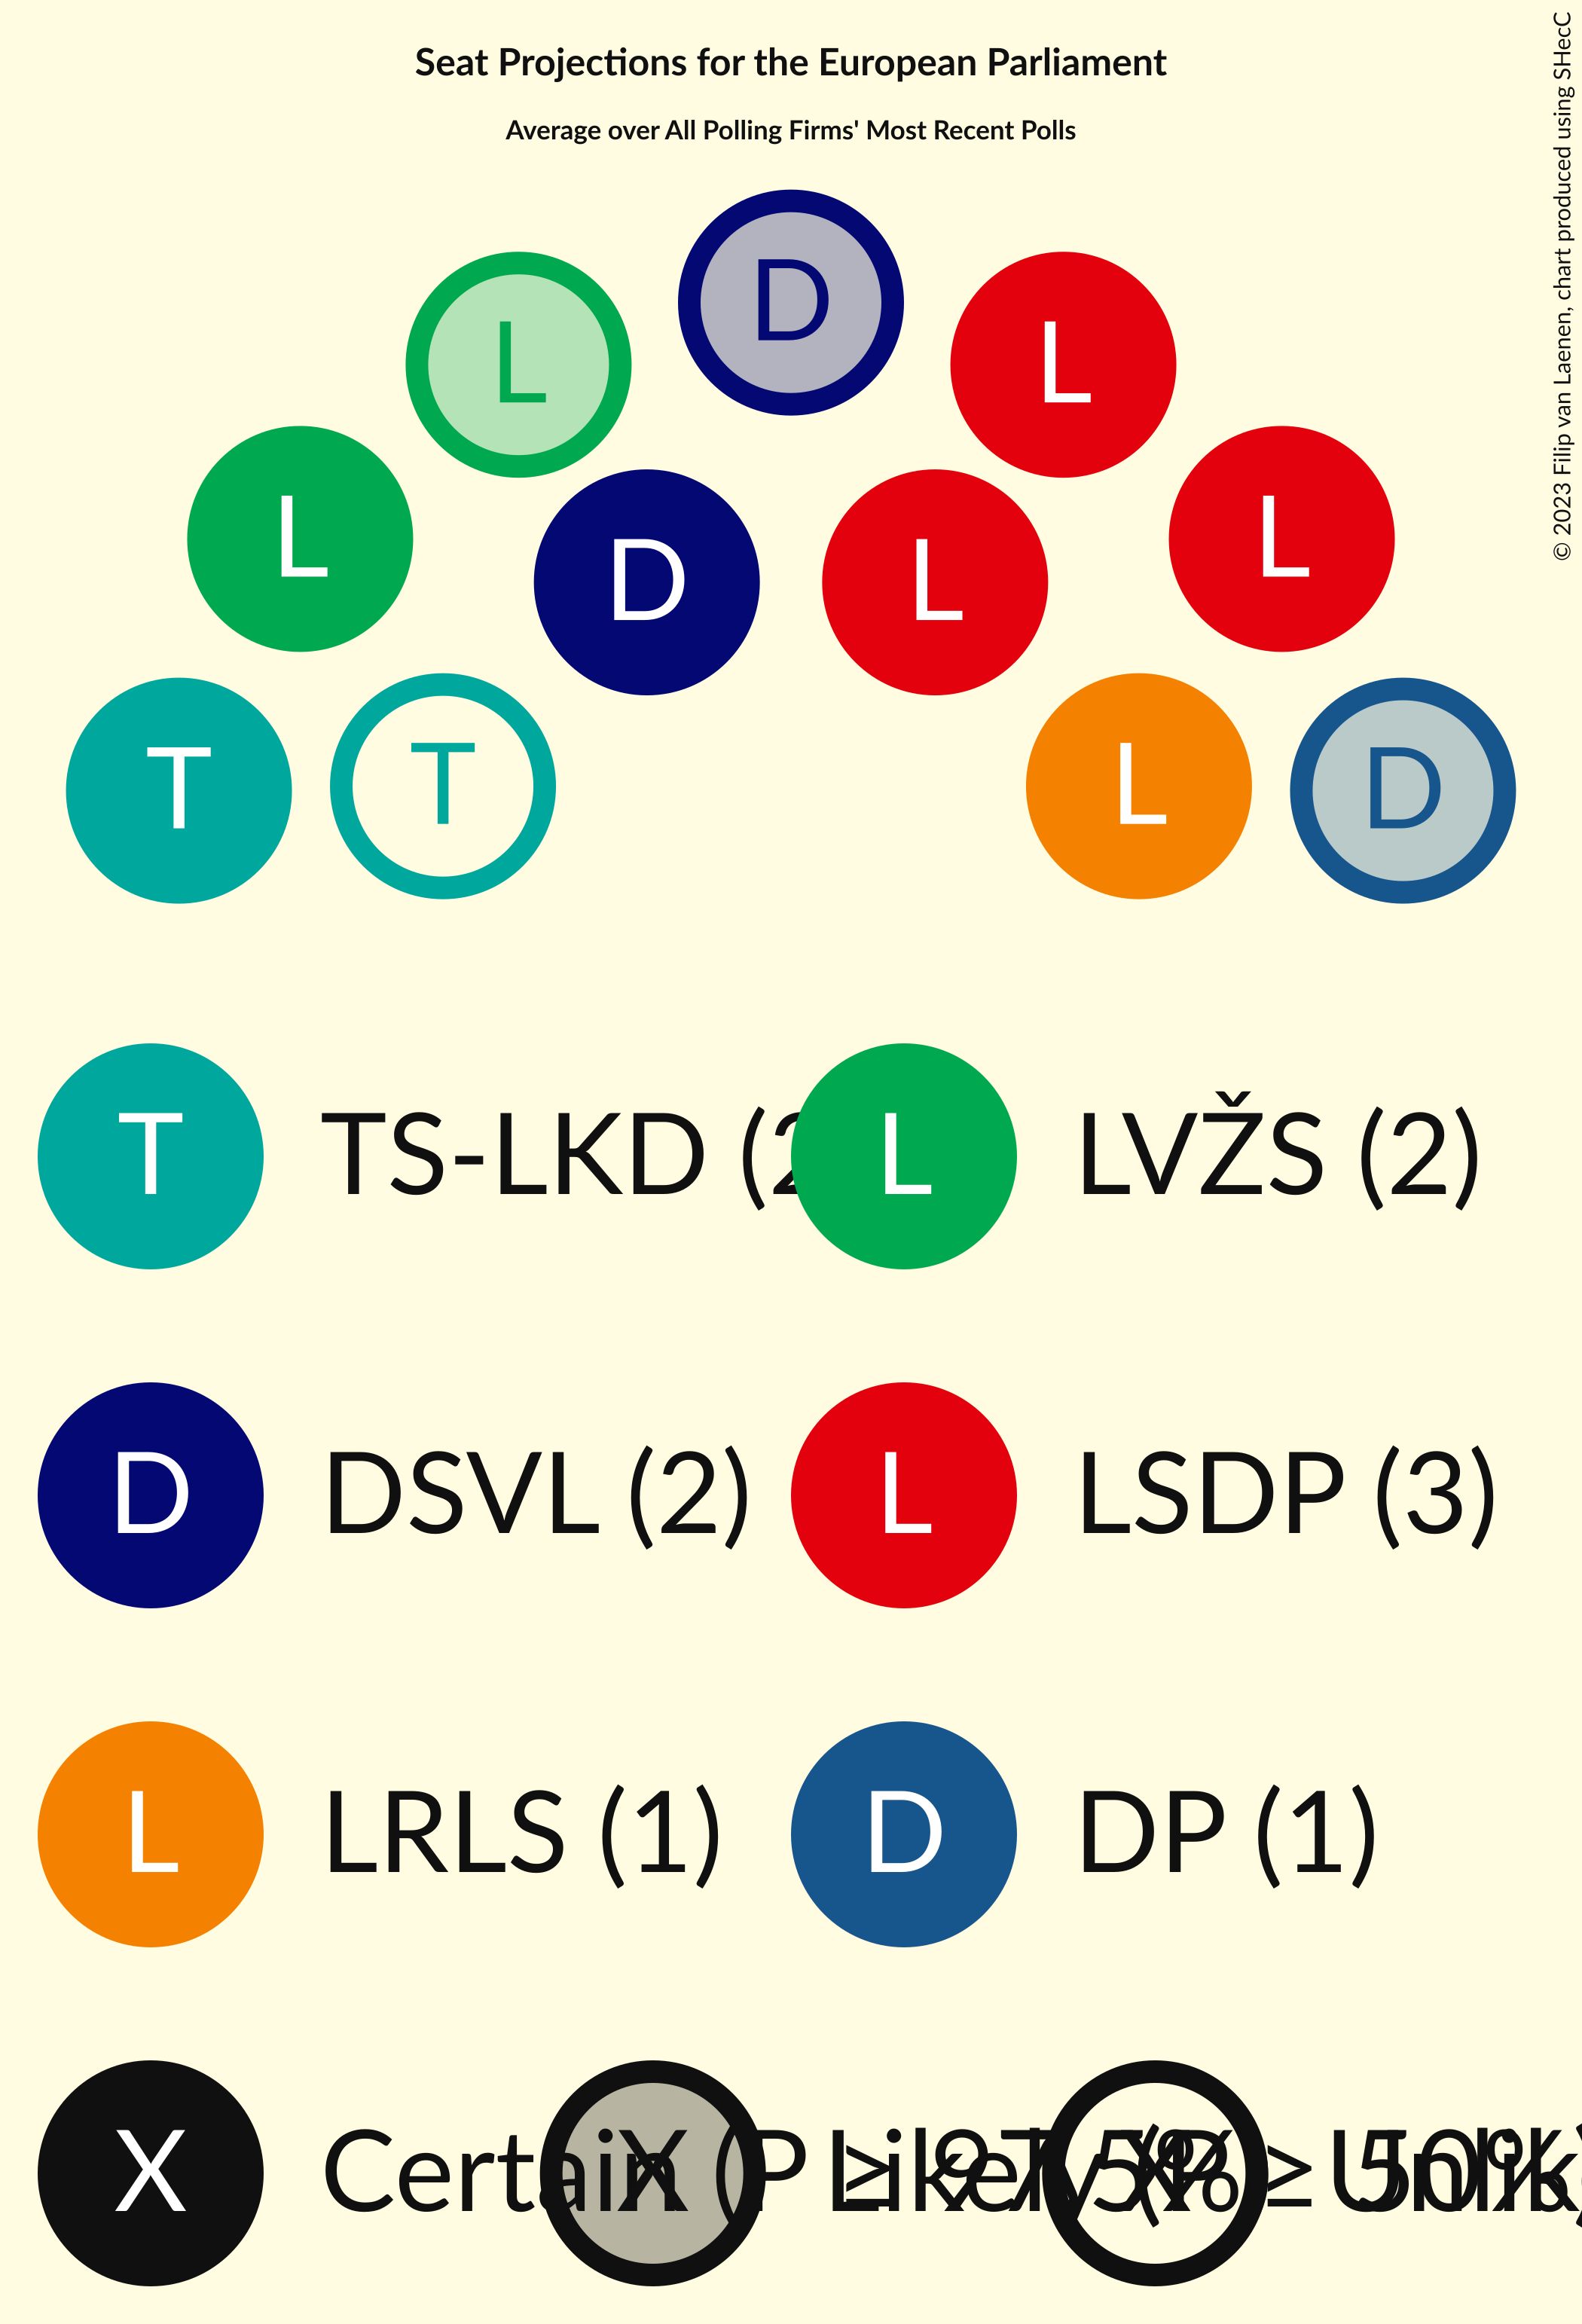 Seat Projections for the European Parliament
Average over All Polling Firms' Most Recent Polls
© 2023 Filip van Laenen, chart produced using SHecC
D
L L
L L
D L
T T L D
T TS-LKD (2 L LVŽS (2)
D DSVL (2) L LSDP (3)
L LRLS (1) D DP (1)
X Certain X Likely X